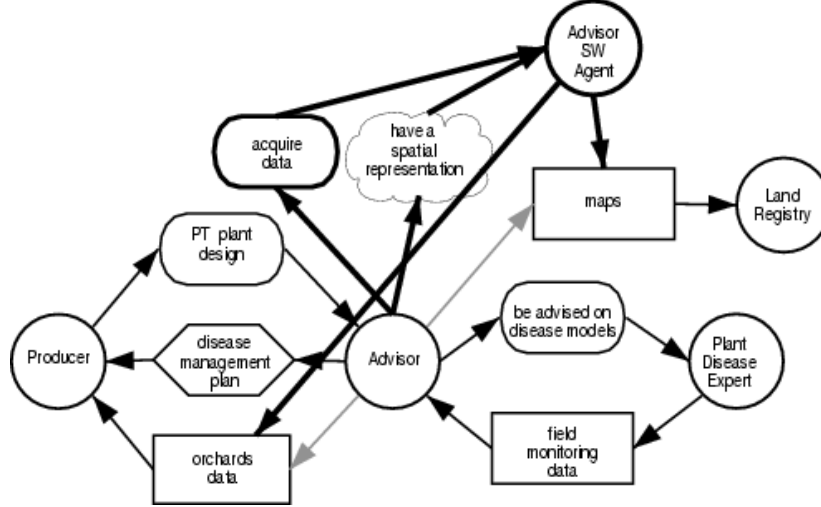 Advisor
SW
Agent
acquire
data
have a
spatial
representation
maps
Land
Registry
PT plant
design
be advised on
disease models
Producer
disease
management
plan
Advisor
Plant
Disease
Expert
orchards
data
field
monitoring
data